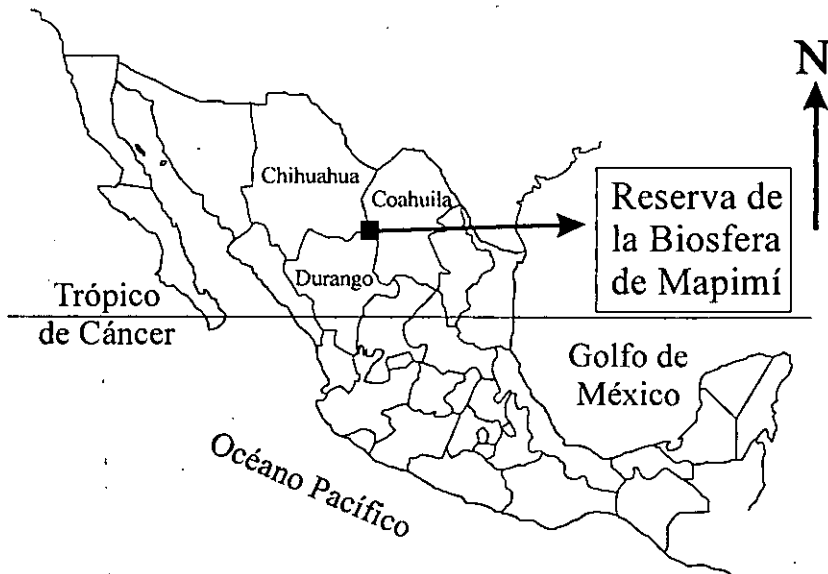 N
Chihuahua
Coahuila
Reserva de
la Biosfera
de Mapimí
Durango
Trópico
de Cáncer
Golfo de
México
Océano Pacífico